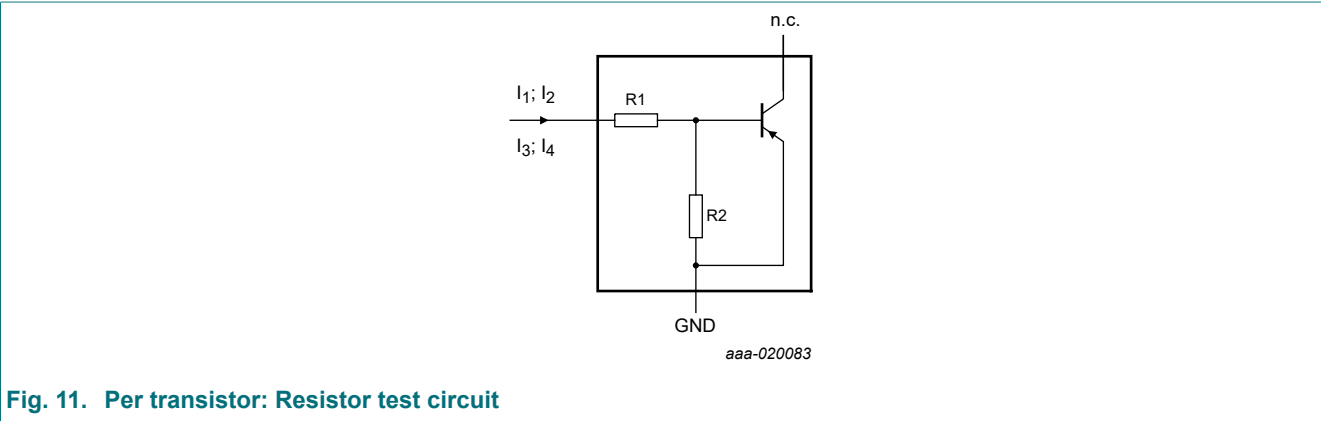 n.c.
I1; I2
R1
I3; I4
R2
GND
aaa-020083
Fig. 11. Per transistor: Resistor test circuit